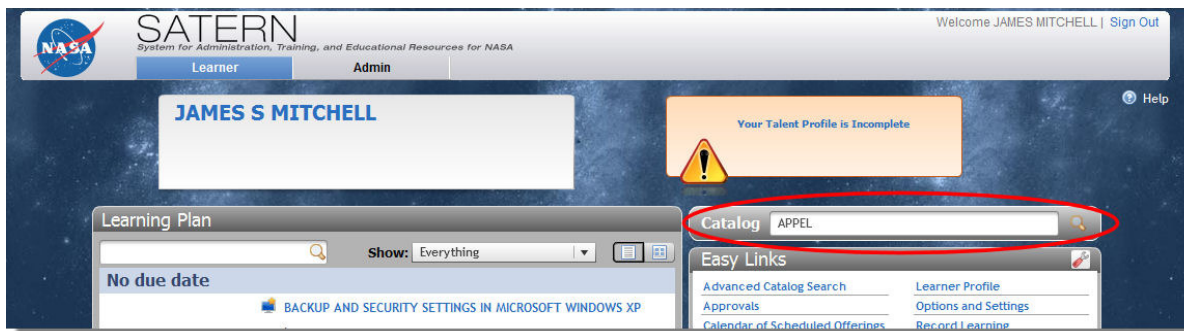 NASA
SATERN
System for Administration, Training, and Educational Resources for NASA
Welcome JAMES MITCHELL | Sign Out
Learner Admin
Help
JAMES S MITCHELL
Your Talent Profile is Incomplete
Learning Plan
Catalog APPEL
Show: Everything
Easy Links
No due date
Advanced Catalog Search Learner Profile
BACKUP AND SECURITY SETTINGS IN MICROSOFT WINDOWS XP
Approvals Options and Settings
Calendar of Scheduled Offerings Record Learning